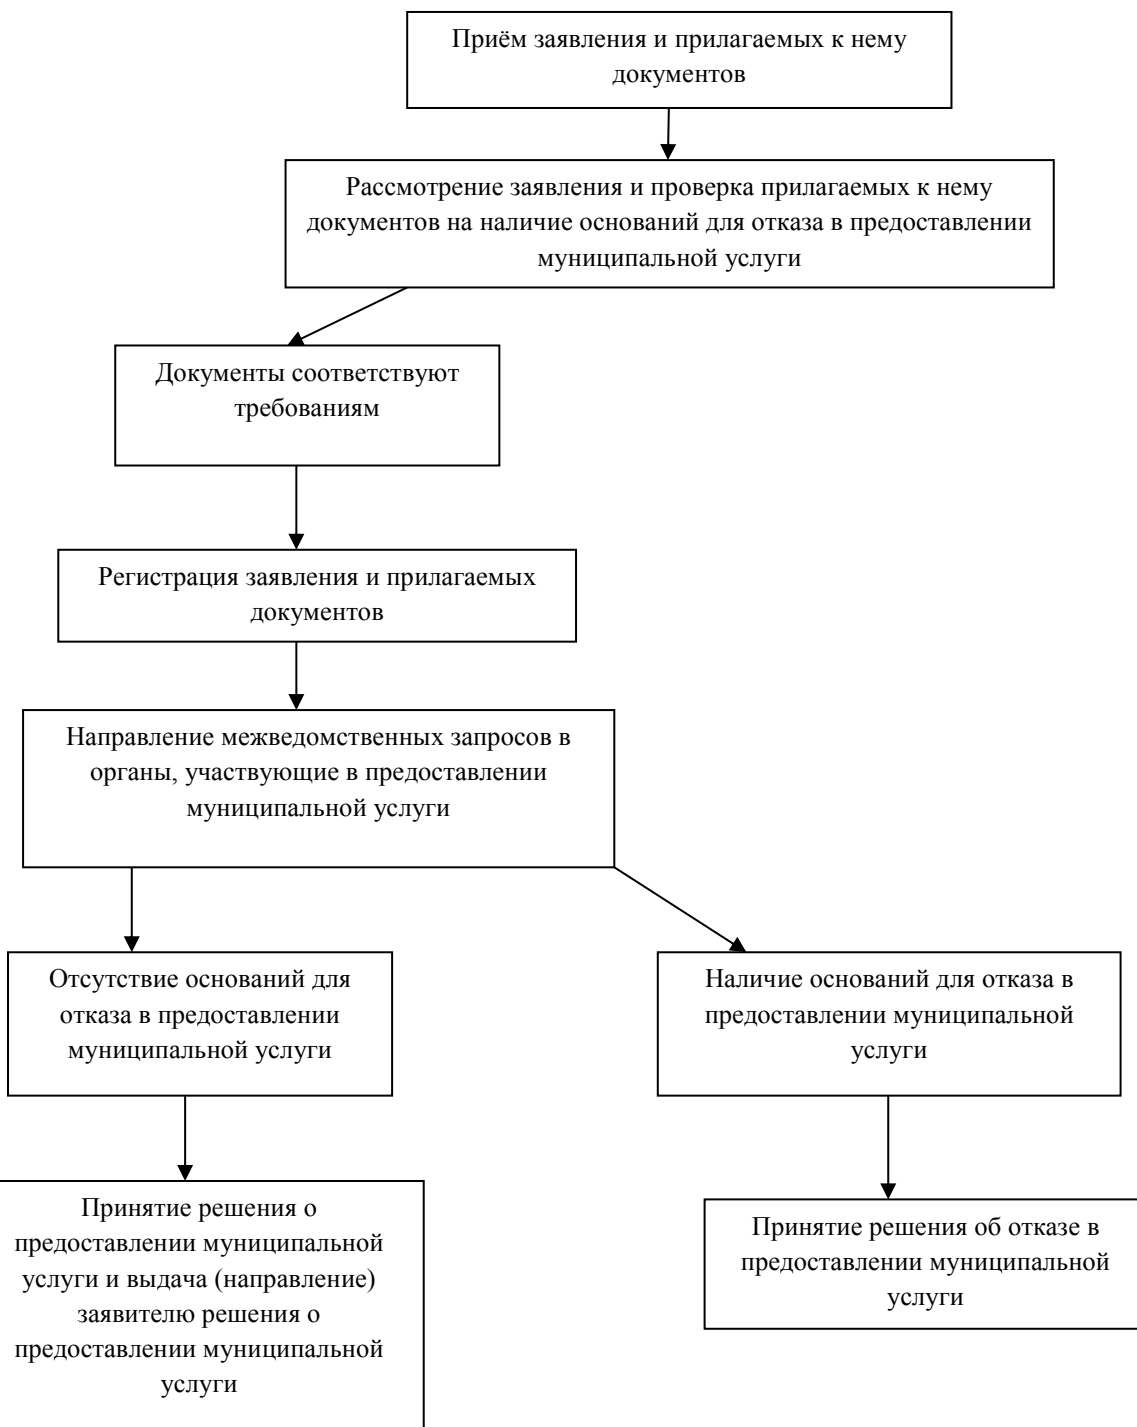 Приём заявления и прилагаемых к нему
документов
Рассмотрение заявления и проверка прилагаемых к нему
документов на наличие оснований для отказа в предоставлении
муниципальной услуги
Документы соответствуют
требованиям
Регистрация заявления и прилагаемых
документов
Направление межведомственных запросов в
органы, участвующие в предоставлении
муниципальной услуги
Отсутствие оснований для
отказа в предоставлении
муниципальной услуги
Наличие оснований для отказа в
предоставлении муниципальной
услуги
Принятие решения о
предоставлении муниципальной
услуги и выдача (направление)
заявителю решения о
предоставлении муниципальной
услуги
Принятие решения об отказе в
предоставлении муниципальной
услуги